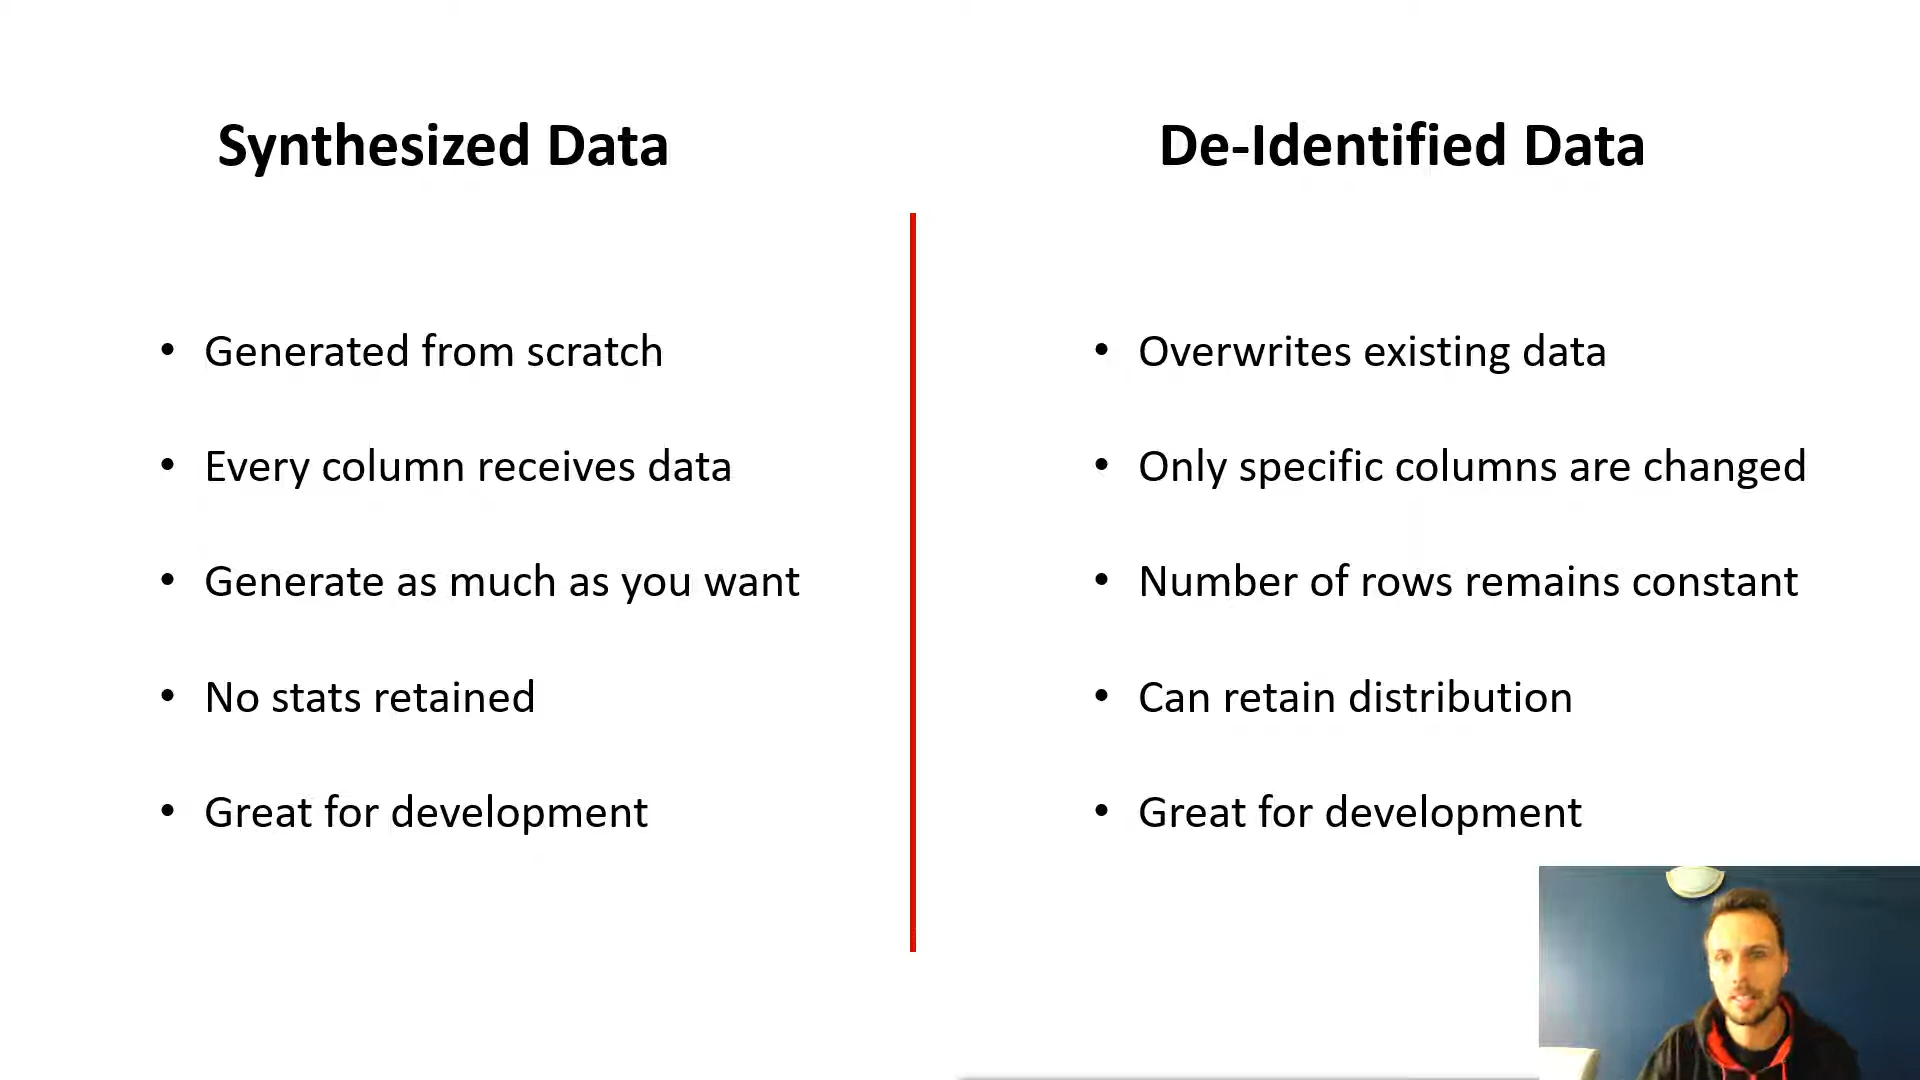 Synthesized Data
• Generated from scratch
• Every column receives data
• Generate as much as you want
• No stats retained
• Great for development
De-Identified Data
• Overwrites existing data
• Only specific columns are changed
• Number of rows remains constant
• Can retain distribution
• Great for development